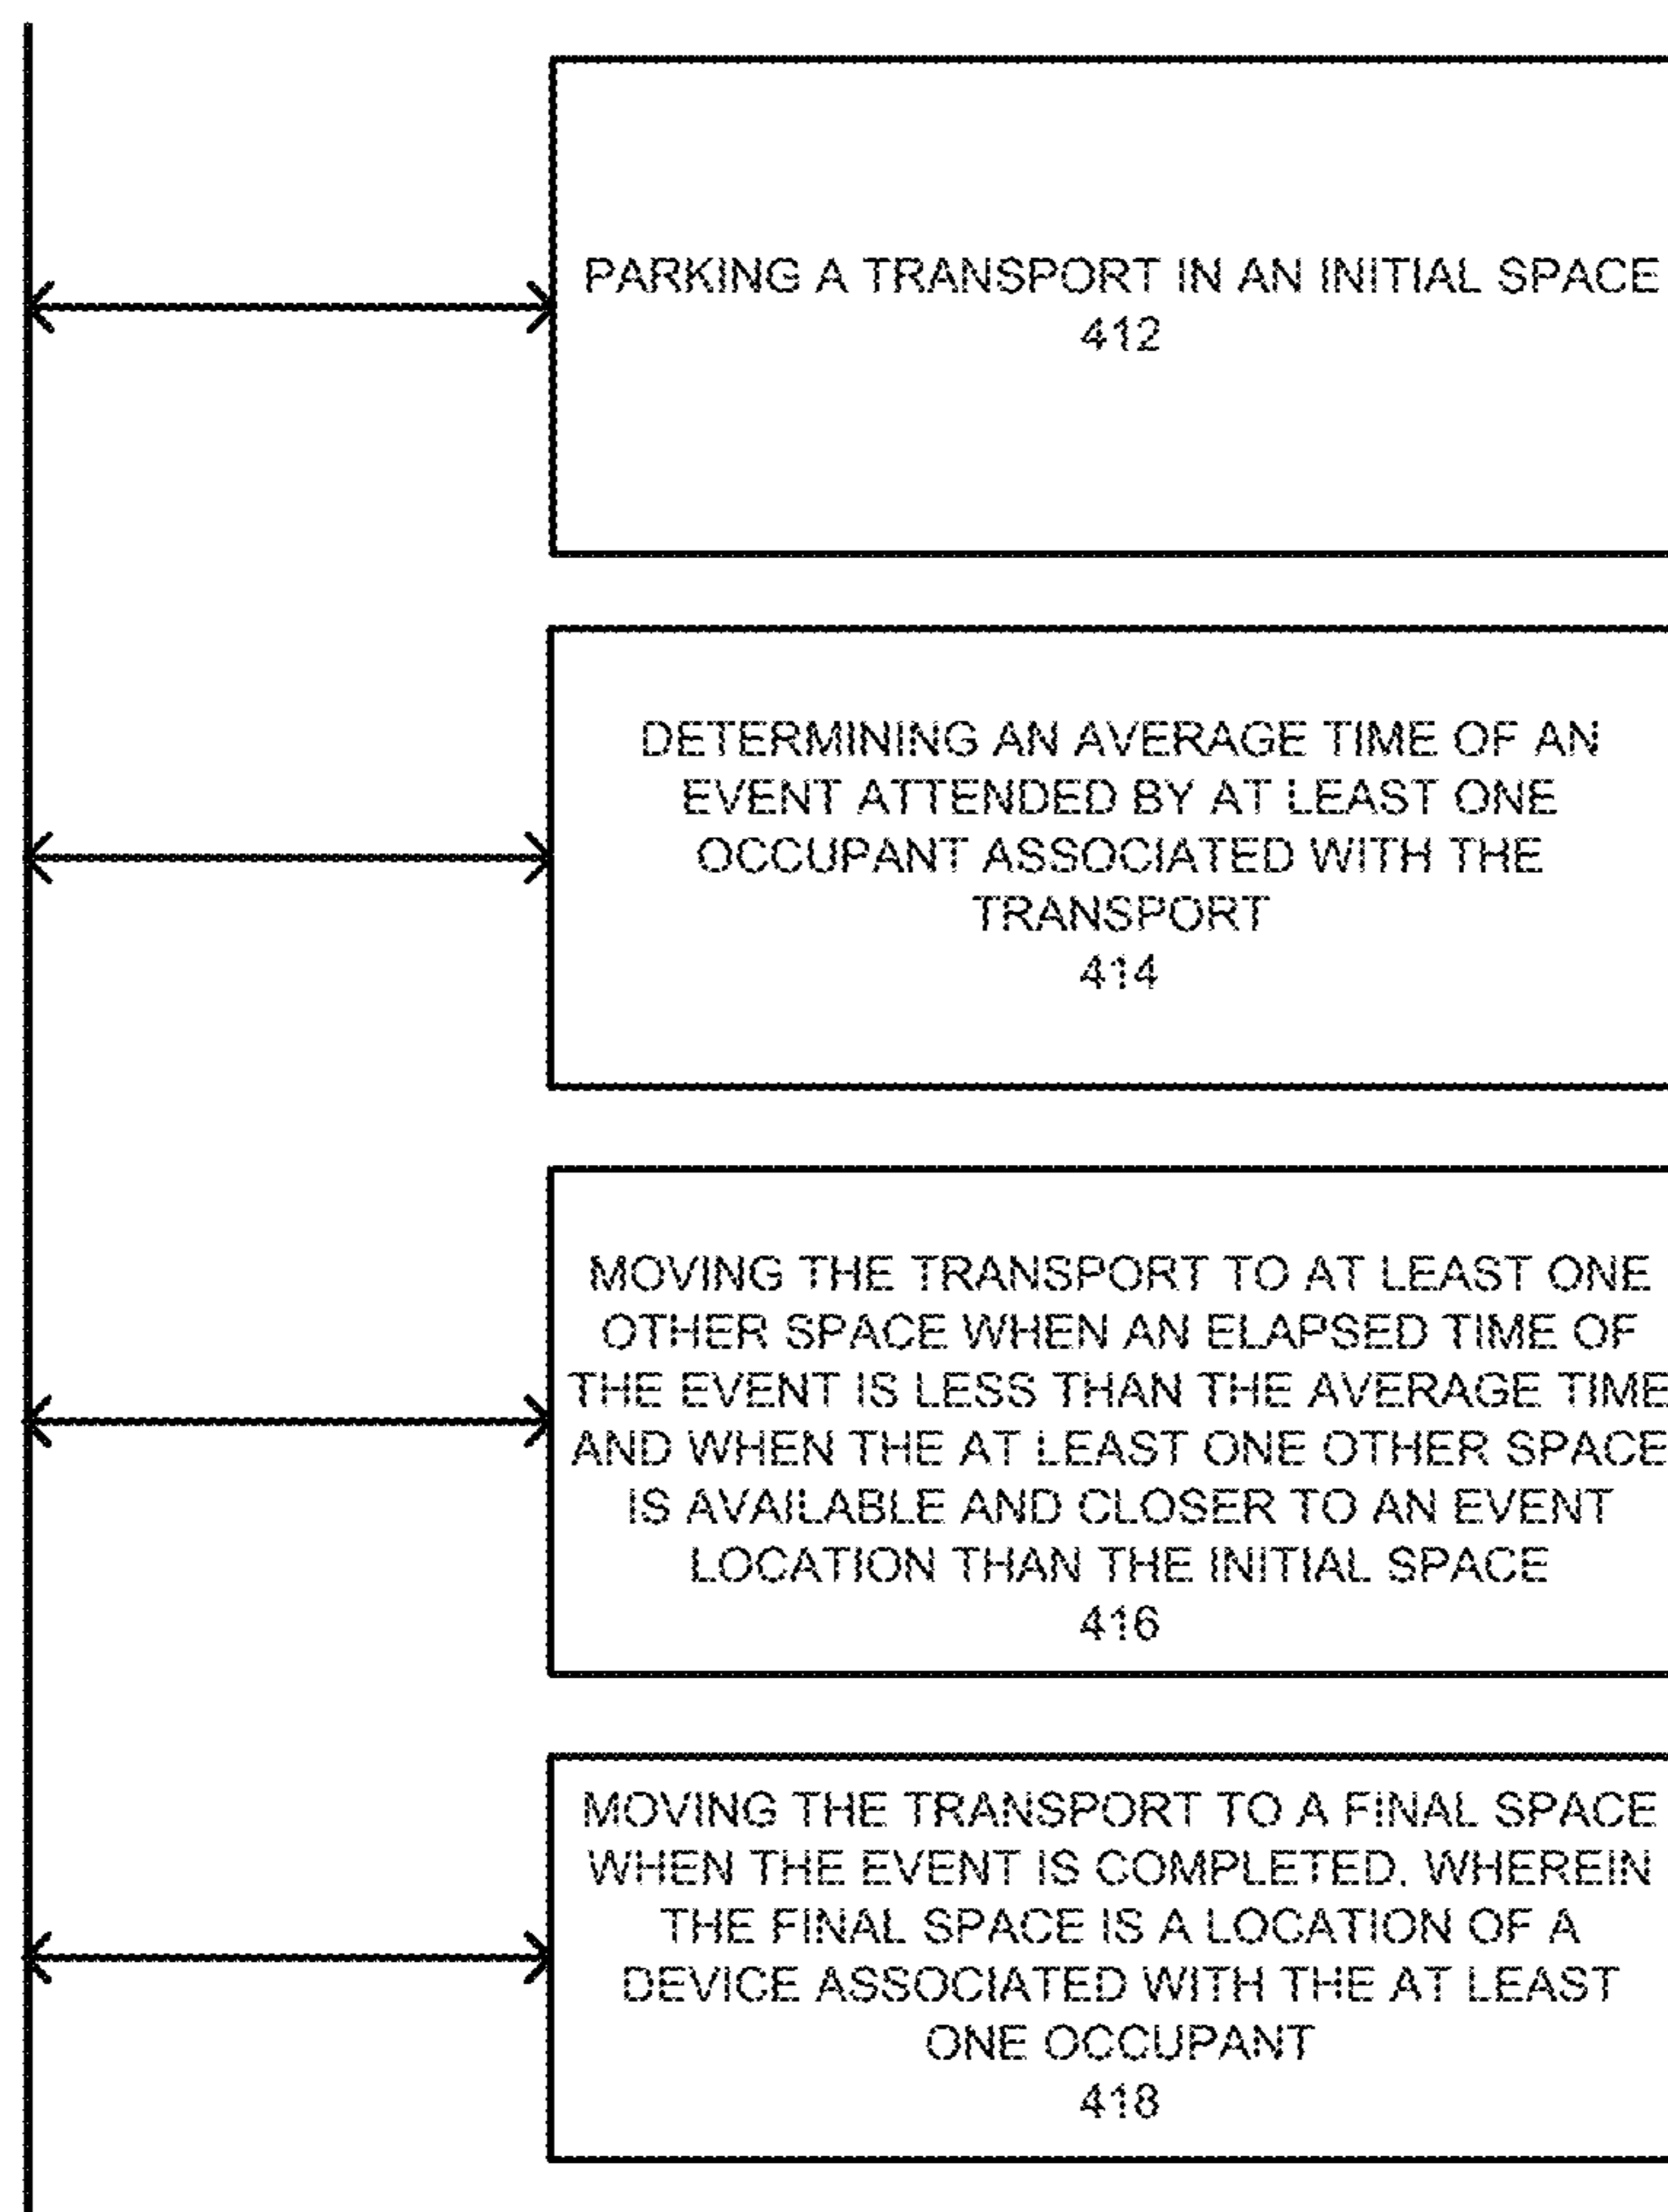 PARKING A TRANSPORT IN AN INITIAL SPACE
412
DETERMINING AN AVERAGE TIME OF AN
EVENT ATTENDED BY AT LEAST ONE
OCCUPANT ASSOCIATED WITH THE
TRANSPORT
414
MOVING THE TRANSPORT TO AT LEAST ONE
OTHER SPACE WHEN AN ELAPSED TIME OF
THE EVENT IS LESS THAN THE AVERAGE TIME
AND WHEN THE AT LEAST ONE OTHER SPACE
IS AVAILABLE AND CLOSER TO AN EVENT
LOCATION THAN THE INITIAL SPACE
416
MOVING THE TRANSPORT TO A FINAL SPACE
WHEN THE EVENT IS COMPLETED, WHEREIN
THE FINAL SPACE IS A LOCATION OF A
DEVICE ASSOCIATED WITH THE AT LEAST
ONE OCCUPANT
418